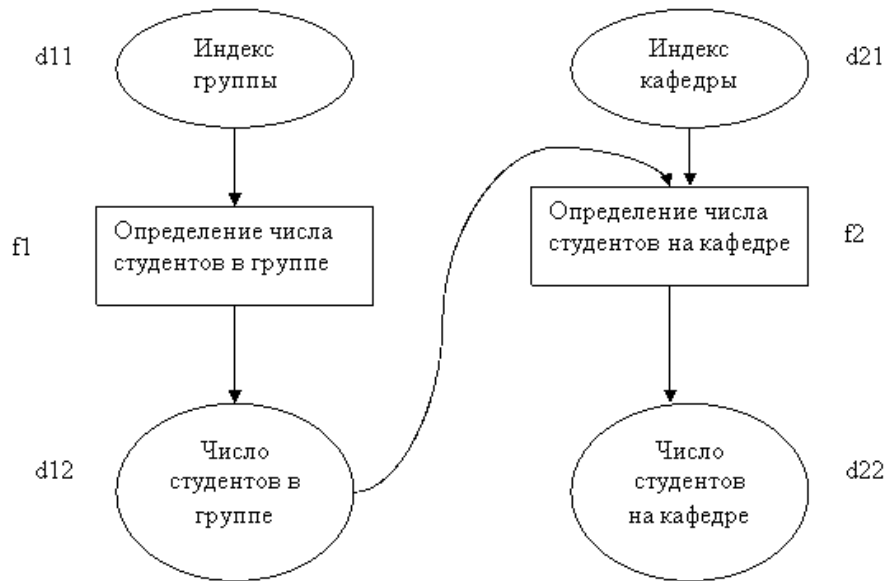 d11
Индекс
группы
Индекс
кафедры
d21
f1
Определение числа
студентов в группе
Определение числа
студентов на кафедре
f2
d12
Число
студентов в
группе
Число
студентов
на кафедре
d22